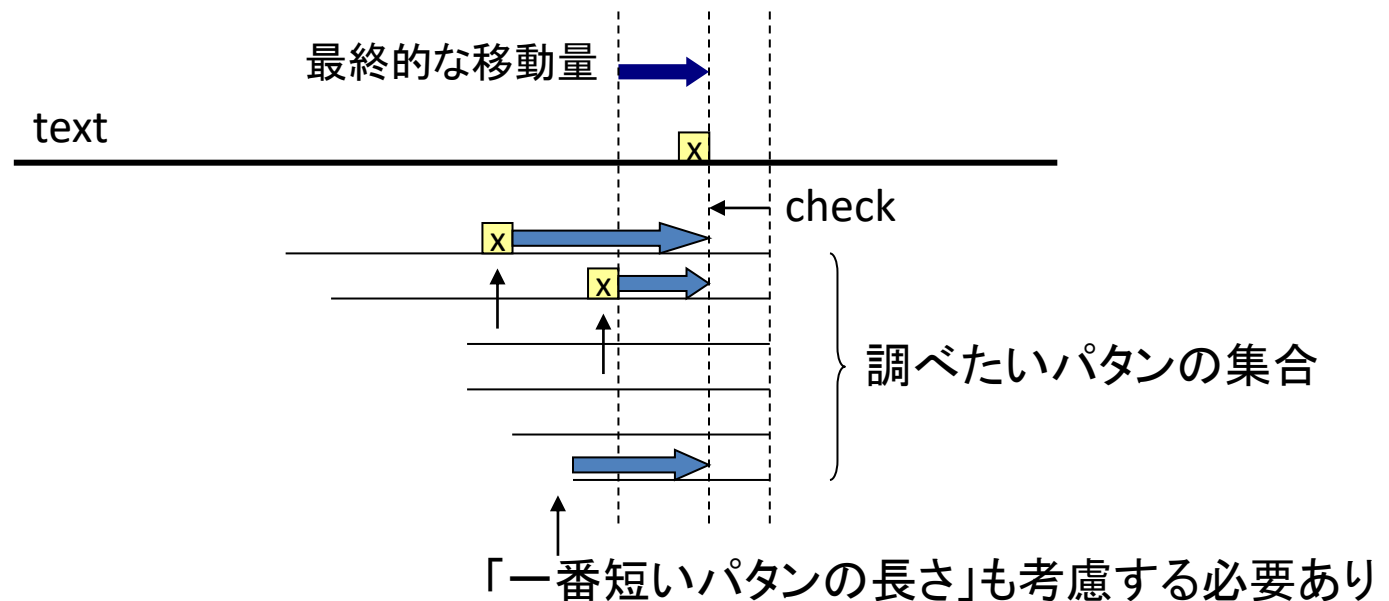 最終的な移動量
text
x
check
x
x
調べたいパタンの集合
「一番短いパタンの長さ」も考慮する必要あり